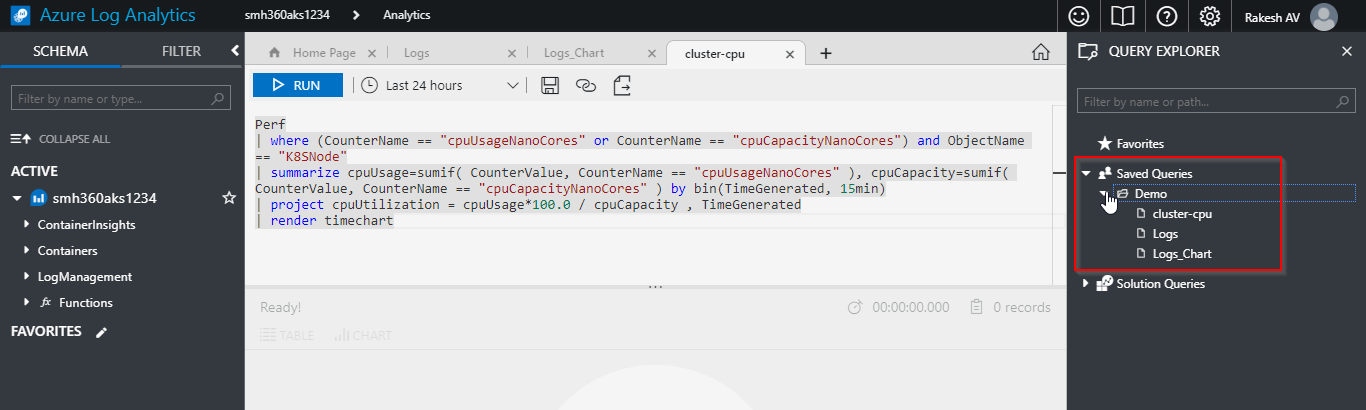 Azure Log Analytics
smh360aks1234
Analytics
Rakesh AV
SCHEMA
FILTER
Home Page
Logs
Logs_Chart
cluster-cpu
QUERY EXPLORER
RUN
Last 24 hours
Filter by name or type...
Filter by name or path...
COLLAPSE ALL
ACTIVE
smh360aks1234
ContainerInsights
Containers
LogManagement
fx Functions
FAVORITES
Perf
| where (CounterName == "cpuUsageNanoCores" or CounterName == "cpuCapacityNanoCores") and ObjectName
== "K8SNode"
| summarize cpuUsage=sumif( CounterValue, CounterName == "cpuUsageNanoCores" ), cpuCapacity=sumif(
CounterValue, CounterName == "cpuCapacityNanoCores" ) by bin(TimeGenerated, 15min)
| project cpuUtilization = cpuUsage*100.0 / cpuCapacity , TimeGenerated
| render timechart
Ready!
00:00:00.000
0 records
TABLE
CHART
Favorites
Saved Queries
Demo
cluster-cpu
Logs
Logs_Chart
Solution Queries